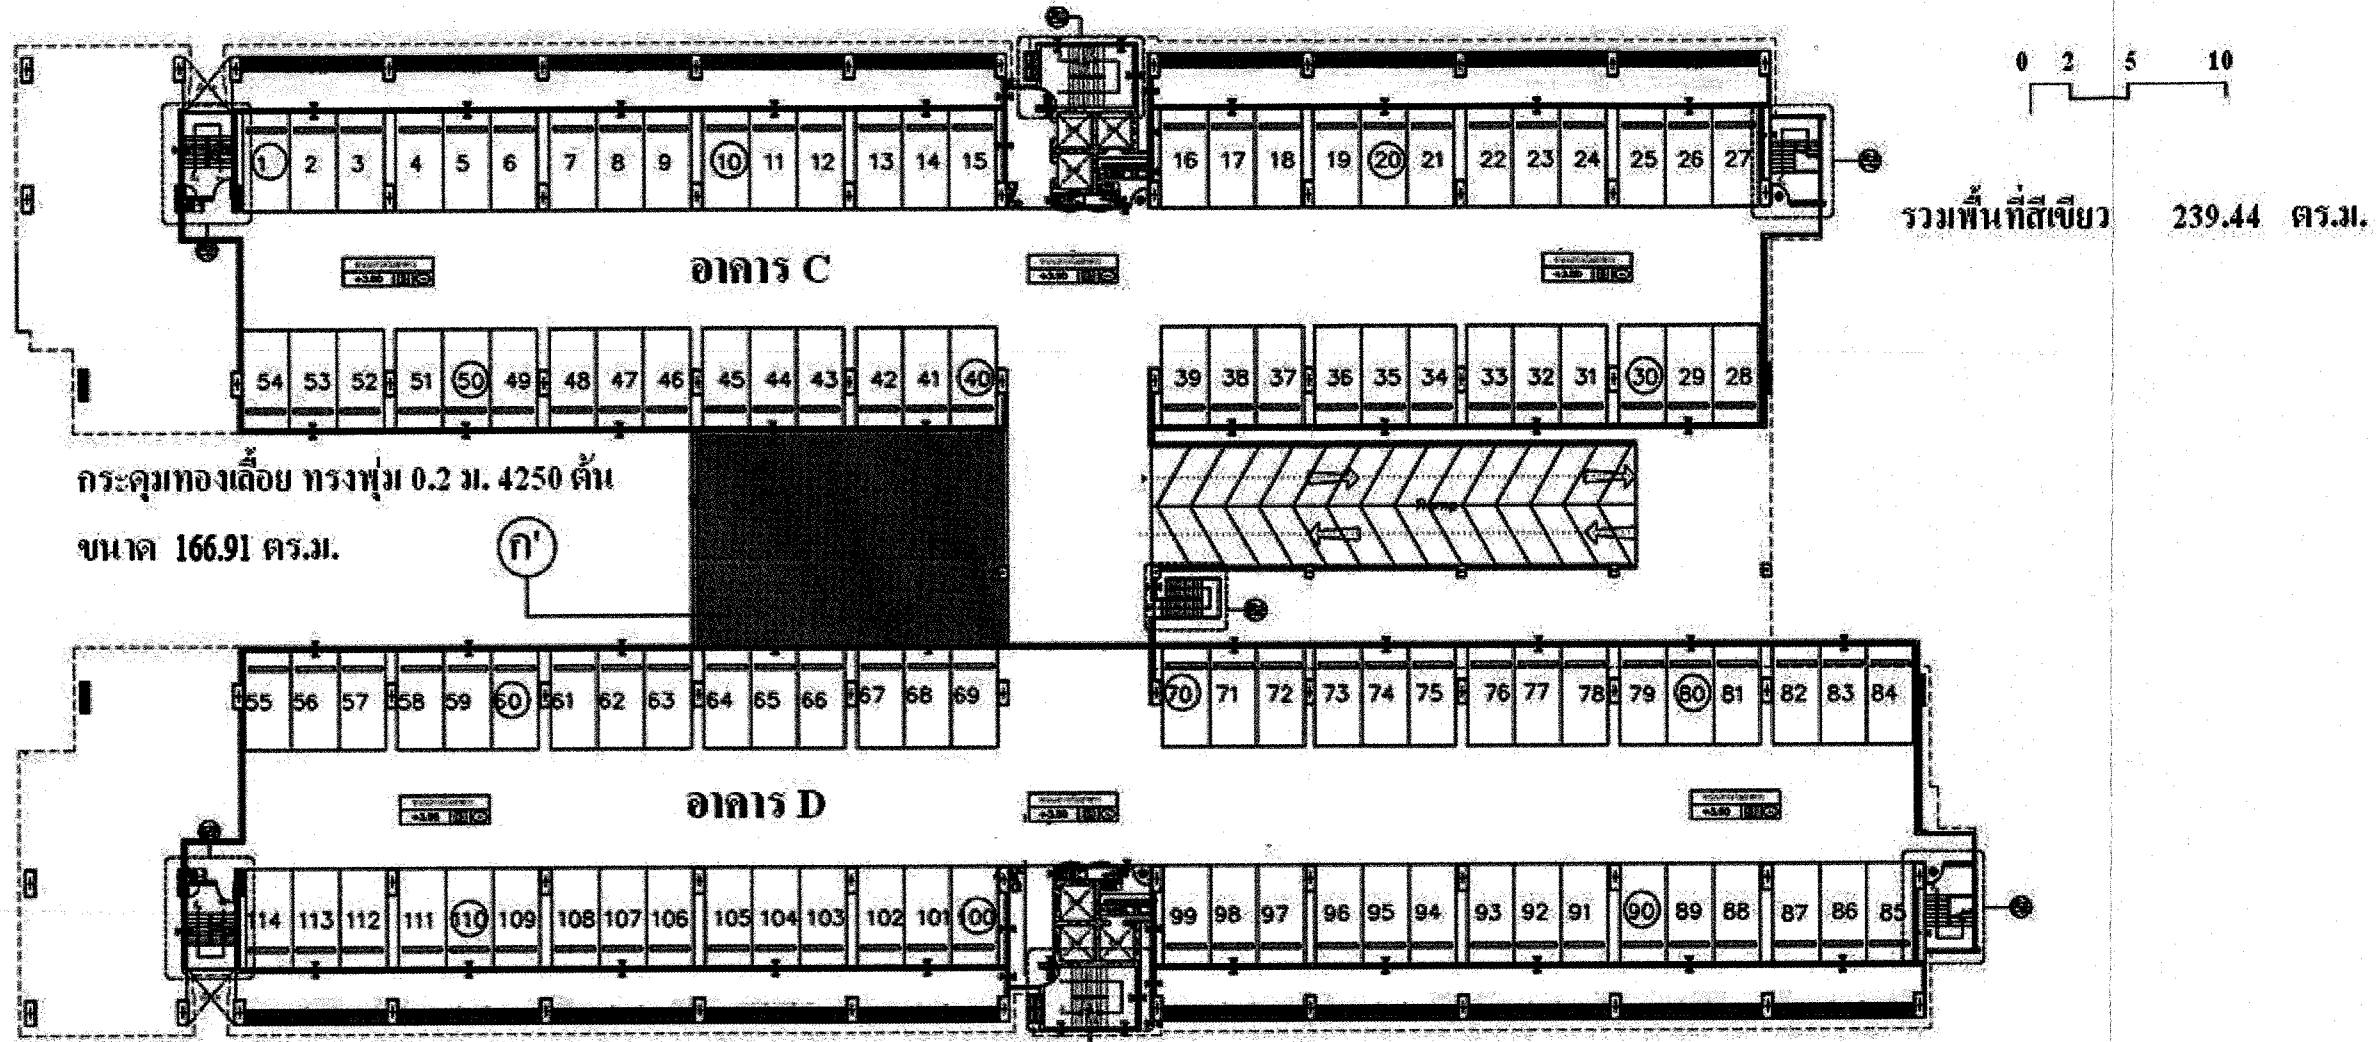 0 2 5 10
1 2 3 4 5 6 7 8 9 10 11 12 13 14 15 16 17 18 19 20 21 22 23 24 25 26 27
รวมพื้นที่สีเขียว 239.44 ตร.ม.
อาคาร C
54 53 52 51 50 49 48 47 46 45 44 43 42 41 40 39 38 37 36 35 34 33 32 31 30 29 28
กระดุมทองเลื้อย ทรงพุ่ม 0.2 ม. 4250 ต้น
ขนาด 166.91 ตร.ม.
ก'
Ramp
55 56 57 58 59 60 61 62 63 64 65 66 67 68 69 70 71 72 73 74 75 76 77 78 79 80 81 82 83 84
อาคาร D
114 113 112 111 110 109 108 107 106 105 104 103 102 101 100 99 98 97 96 95 94 93 92 91 90 89 88 87 86 85